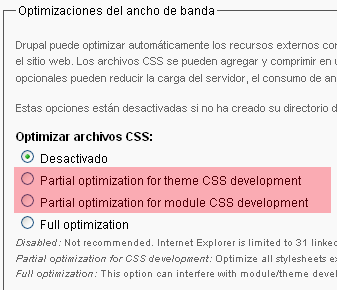 Optimizaciones del ancho de banda
Drupal puede optimizar automáticamente los recursos externos con
el sitio web. Los archivos CSS se pueden agregar y comprimir en u
opcionales pueden reducir la carga del servidor, el consumo de an
Estas opciones están desactivadas si no ha creado su directorio d
Optimizar archivos CSS:
Desactivado
Partial optimization for theme CSS development
Partial optimization for module CSS development
Full optimization
Disabled: Not recommended. Internet Explorer is limited to 31 linked
Partial optimization for CSS development: Optimize all stylesheets ex
Full optimization: This option can interfere with module/theme devel